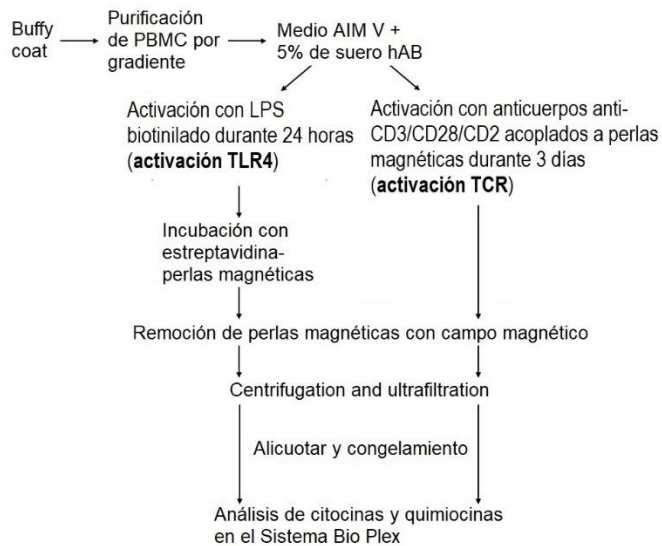 Buffy
coat
Purificación
de PBMC por
gradiente
Medio AIM V +
5% de suero hAB
Activación con LPS
biotinilado durante 24 horas
(activación TLR4)
Activación con anticuerpos anti-
CD3/CD28/CD2 acoplados a perlas
magnéticas durante 3 días
(activación TCR)
Incubación con
estreptavidina-
perlas magnéticas
Remoción de perlas magnéticas con campo magnético
Centrifugation and ultrafiltration
Alicuotar y congelamiento
Análisis de citocinas y quimiocinas
en el Sistema Bio Plex